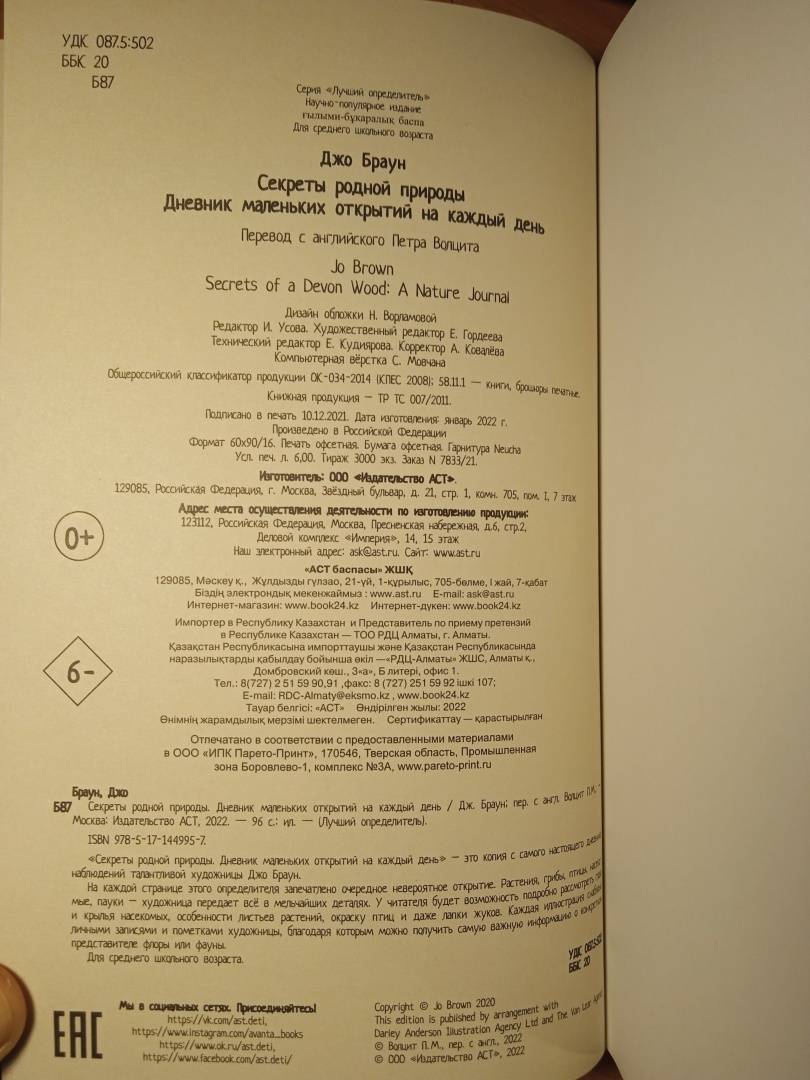 УДК 087.5:502
ББК 20
Б87
Серия «Лучший определитель»
Научно-популярное издание
ғылыми-бұқаралық баспа
Для среднего школьного возраста
Джо Браун
Секреты родной природы
Дневник маленьких открытий на каждый день
Перевод с английского Петра Волцита
Jo Brown
Secrets of a Devon Wood: A Nature Journal
Дизайн обложки Н. Ворламовой
Редактор И. Усова. Художественный редактор Е. Гордеева
Технический редактор Е. Кудиярова. Корректор А. Ковалёва
Компьютерная вёрстка С. Мовчана
Общероссийский классификатор продукции ОК-034-2014 (КПЕС 2008); 58.11.1 — книги, брошюры печатные.
Книжная продукция — ТР ТС 007/2011.
Подписано в печать 10.12.2021. Дата изготовления: январь 2022 г.
Произведено в Российской Федерации
Формат 60х90/16. Печать офсетная. Бумага офсетная. Гарнитура Neucha
Усл. печ. л. 6,00. Тираж 3000 экз. Заказ N 7833/21.
Изготовитель: ООО «Издательство АСТ».
129085, Российская Федерация, г. Москва, Звёздный бульвар, д. 21, стр. 1, комн. 705, пом. I, 7 этаж
Адрес места осуществления деятельности по изготовлению продукции:
123112, Российская Федерация, Москва, Пресненская набережная, д.6, стр.2,
Деловой комплекс «Империя», 14, 15 этаж
Наш электронный адрес: ask@ast.ru. Сайт: www.ast.ru
0+
«АСТ баспасы» ЖШҚ
129085, Мәскеу қ., Жұлдызды гүлзао, 21-үй, 1-құрылыс, 705-бөлме, I жай, 7-қабат
Біздің электрондық мекенжаймыз : www.ast.ru E-mail: ask@ast.ru
Интернет-магазин: www.book24.kz Интернет-дүкен: www.book24.kz
Импортер в Республику Казахстан и Представитель по приему претензий
в Республике Казахстан — ТОО РДЦ Алматы, г. Алматы.
Қазақстан Республикасына импорттаушы және Қазақстан Республикасында
наразылықтарды қабылдау бойынша өкіл —«РДЦ-Алматы» ЖШС, Алматы қ.,
Домбровский көш., 3«а», Б литері, офис 1.
Тел.: 8(727) 2 51 59 90,91 ,факс: 8 (727) 251 59 92 ішкі 107;
E-mail: RDC-Almaty@eksmo.kz , www.book24.kz
Тауар белгісі: «АСТ» Өндірілген жылы: 2022
Өнімнің жарамдылық мерзімі шектелмеген. Сертификаттау — қарастырылған
6-
Отпечатано в соответствии с предоставленными материалами
в ООО «ИПК Парето-Принт», 170546, Тверская область, Промышленная
зона Боровлево-1, комплекс №3А, www.pareto-print.ru
Браун, Джо
Б87 Секреты родной природы. Дневник маленьких открытий на каждый день / Дж. Браун; пер. с англ. Волцит П.М. –
Москва: Издательство АСТ, 2022. — 96 с.: ил. — (Лучший определитель).
ISBN 978-5-17-144995-7.
«Секреты родной природы. Дневник маленьких открытий на каждый день» — это копия с самого настоящего дневника
наблюдений талантливой художницы Джо Браун.
На каждой странице этого определителя запечатлено очередное невероятное открытие. Растения, грибы, птицы, насеко-
мые, пауки — художница передает всё в мельчайших деталях. У читателя будет возможность подробно рассмотреть
и крылья насекомых, особенности листьев растений, окраску птиц и даже лапки жуков. Каждая иллюстрация снабжена
личными записями и пометками художницы, благодаря которым можно получить самую важную информацию о конкретном
представителе флоры или фауны.
Для среднего школьного возраста.
УДК 087.5:502
ББК 20
EAC
Мы в социальных сетях. Присоединяйтесь!
https://vk.com/ast.deti,
https://www.instagram.com/avanta_books
https://www.ok.ru/ast.deti,
https://www.facebook.com/ast.deti/
Copyright © Jo Brown 2020
This edition is published by arrangement with
Darley Anderson Illustration Agency Ltd and The Van Lear Agency
© Волцит П.М., пер. с англ., 2022
© ООО «Издательство АСТ», 2022